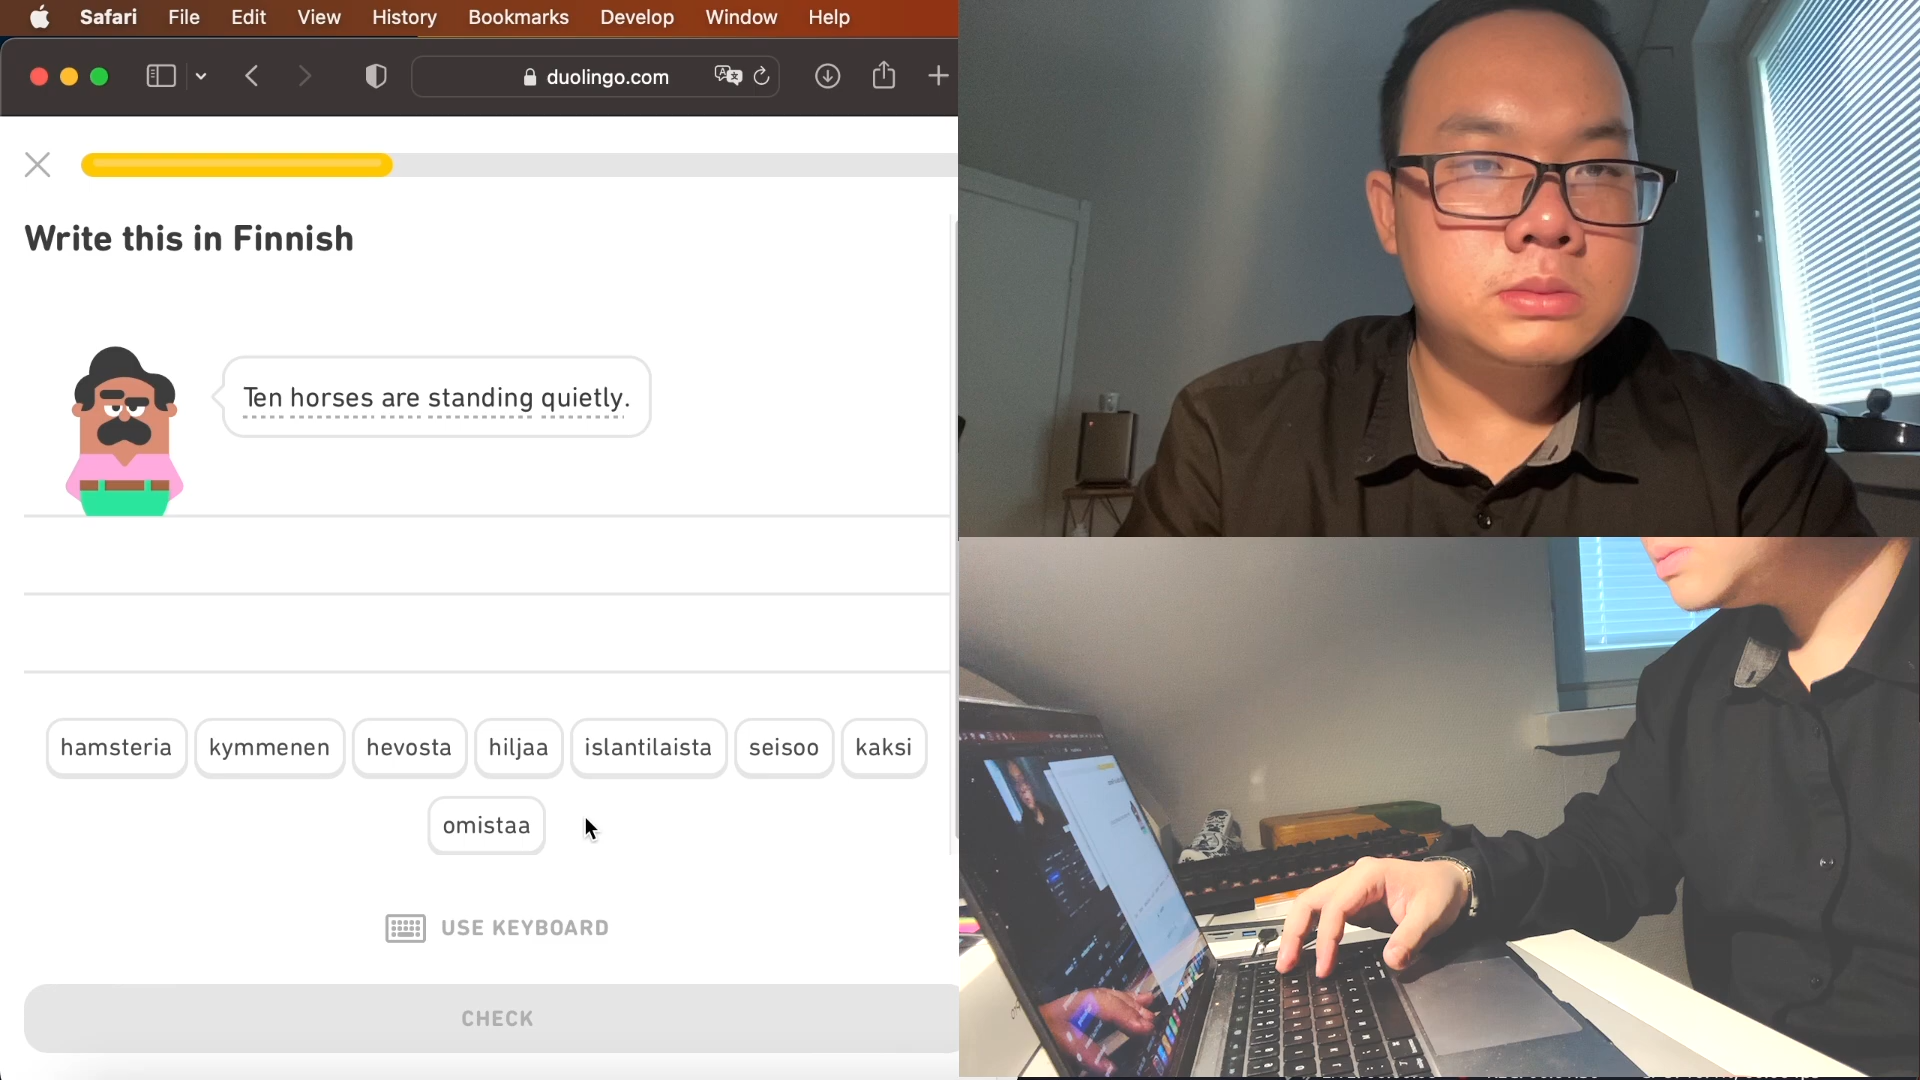 Safari File Edit View History Bookmarks Develop Window Help
duolingo.com
Write this in Finnish
Ten horses are standing quietly.
hamsteria kymmenen hevosta hiljaa islantilaista seisoo kaksi
omistaa
USE KEYBOARD
CHECK